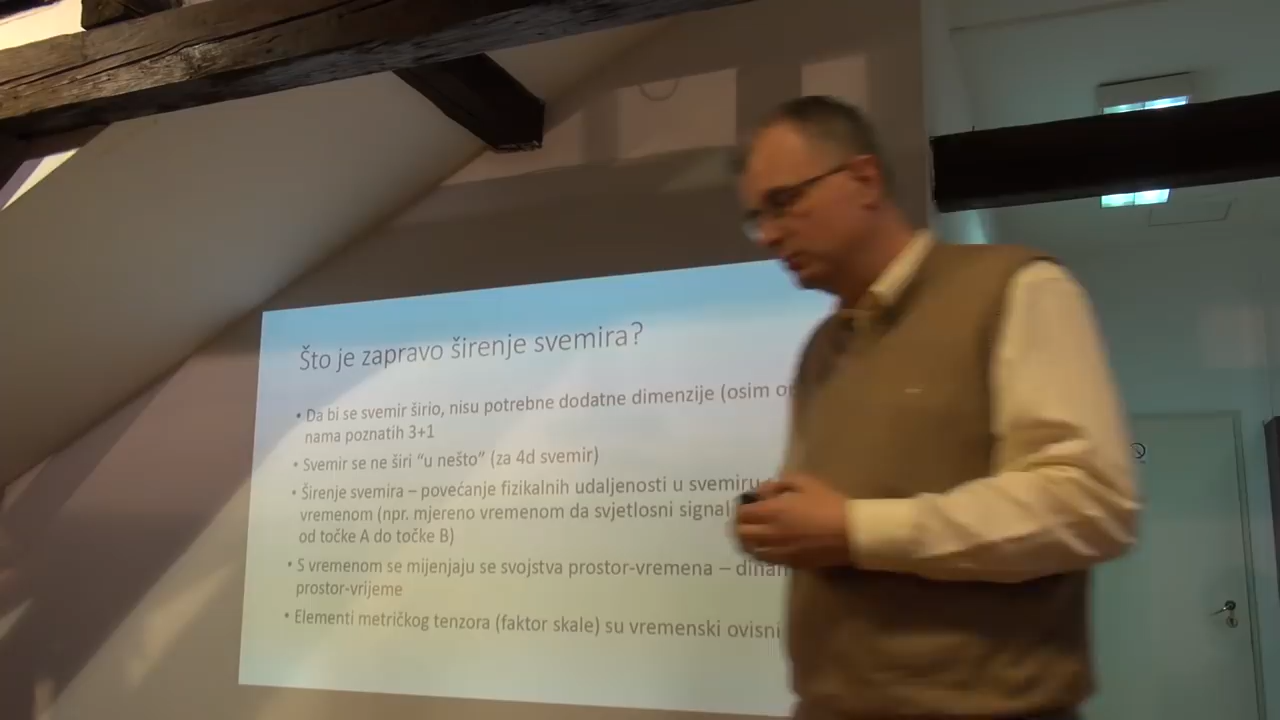 Što je zapravo širenje svemira?
• Da bi se svemir širio, nisu potrebne dodatne dimenzije (osim
nama poznatih 3+1
• Svemir se ne širi “u nešto” (za 4d svemir)
• Širenje svemira – povećanje fizikalnih udaljenosti u svemiru
vremenom (npr. mjereno vremenom da svjetlosni signal
od točke A do točke B)
• S vremenom se mijenjaju se svojstva prostor-vremena –
prostor-vrijeme
• Elementi metričkog tenzora (faktor skale) su vremenski ovisni